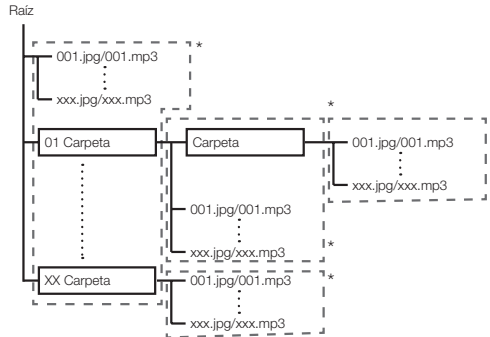 Raíz
*
001.jpg/001.mp3
xxx.jpg/xxx.mp3
*
*
01 Carpeta
Carpeta
001.jpg/001.mp3
xxx.jpg/xxx.mp3
001.jpg/001.mp3
xxx.jpg/xxx.mp3
*
XX Carpeta
001.jpg/001.mp3
*
xxx.jpg/xxx.mp3